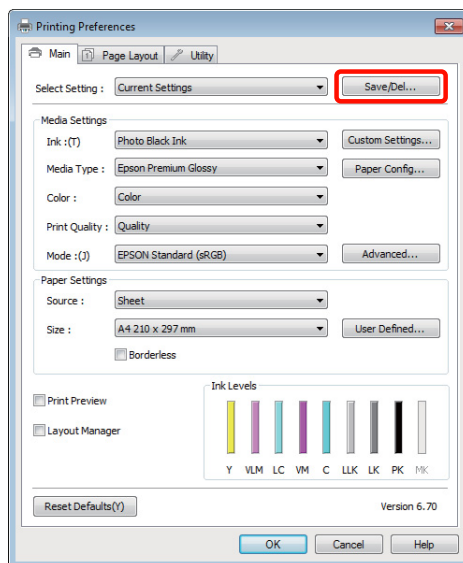 Printing Preferences
Main Page Layout Utility
Select Setting : Current Settings Save/Del...
Media Settings
Ink :(T) Photo Black Ink Custom Settings...
Media Type : Epson Premium Glossy Paper Config...
Color : Color
Print Quality : Quality
Mode :(J) EPSON Standard (sRGB) Advanced...
Paper Settings
Source : Sheet
Size : A4 210 x 297 mm User Defined...
Borderless
Ink Levels
Print Preview
Layout Manager
Y VLM LC VM C LLK LK PK MK
Reset Defaults(Y) Version 6.70
OK Cancel Help